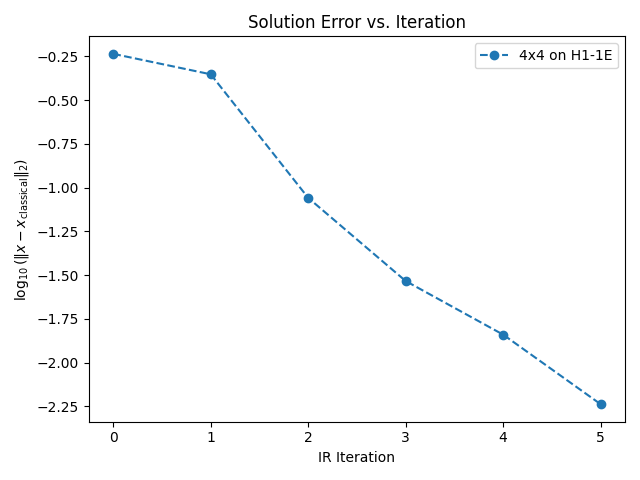 Solution Error vs. Iteration
4x4 on H1-1E
−0.25
−0.50
−0.75
−1.00
−1.25
−1.50
−1.75
−2.00
−2.25
log₁₀(‖x − x_classical‖₂)
0 1 2 3 4 5
IR Iteration